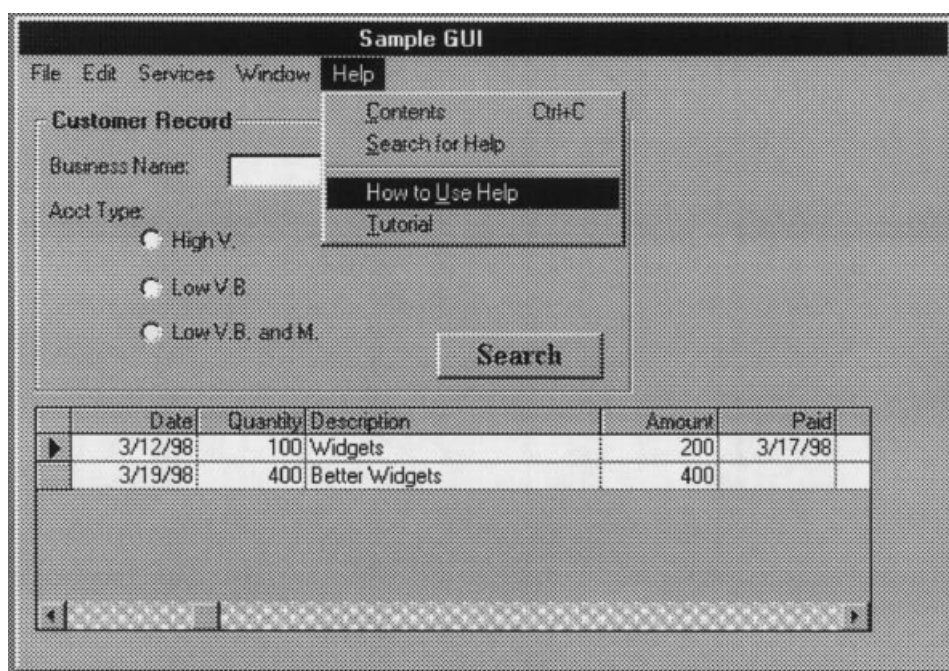 Sample GUI
File Edit Services Window Help
Contents Ctrl+C
Search for Help
How to Use Help
Tutorial
Customer Record
Business Name:
Acct Type:
High V.
Low V.B
Low V.B. and M.
Search
Date Quantity Description Amount Paid
3/12/98 100 Widgets 200 3/17/98
3/19/98 400 Better Widgets 400